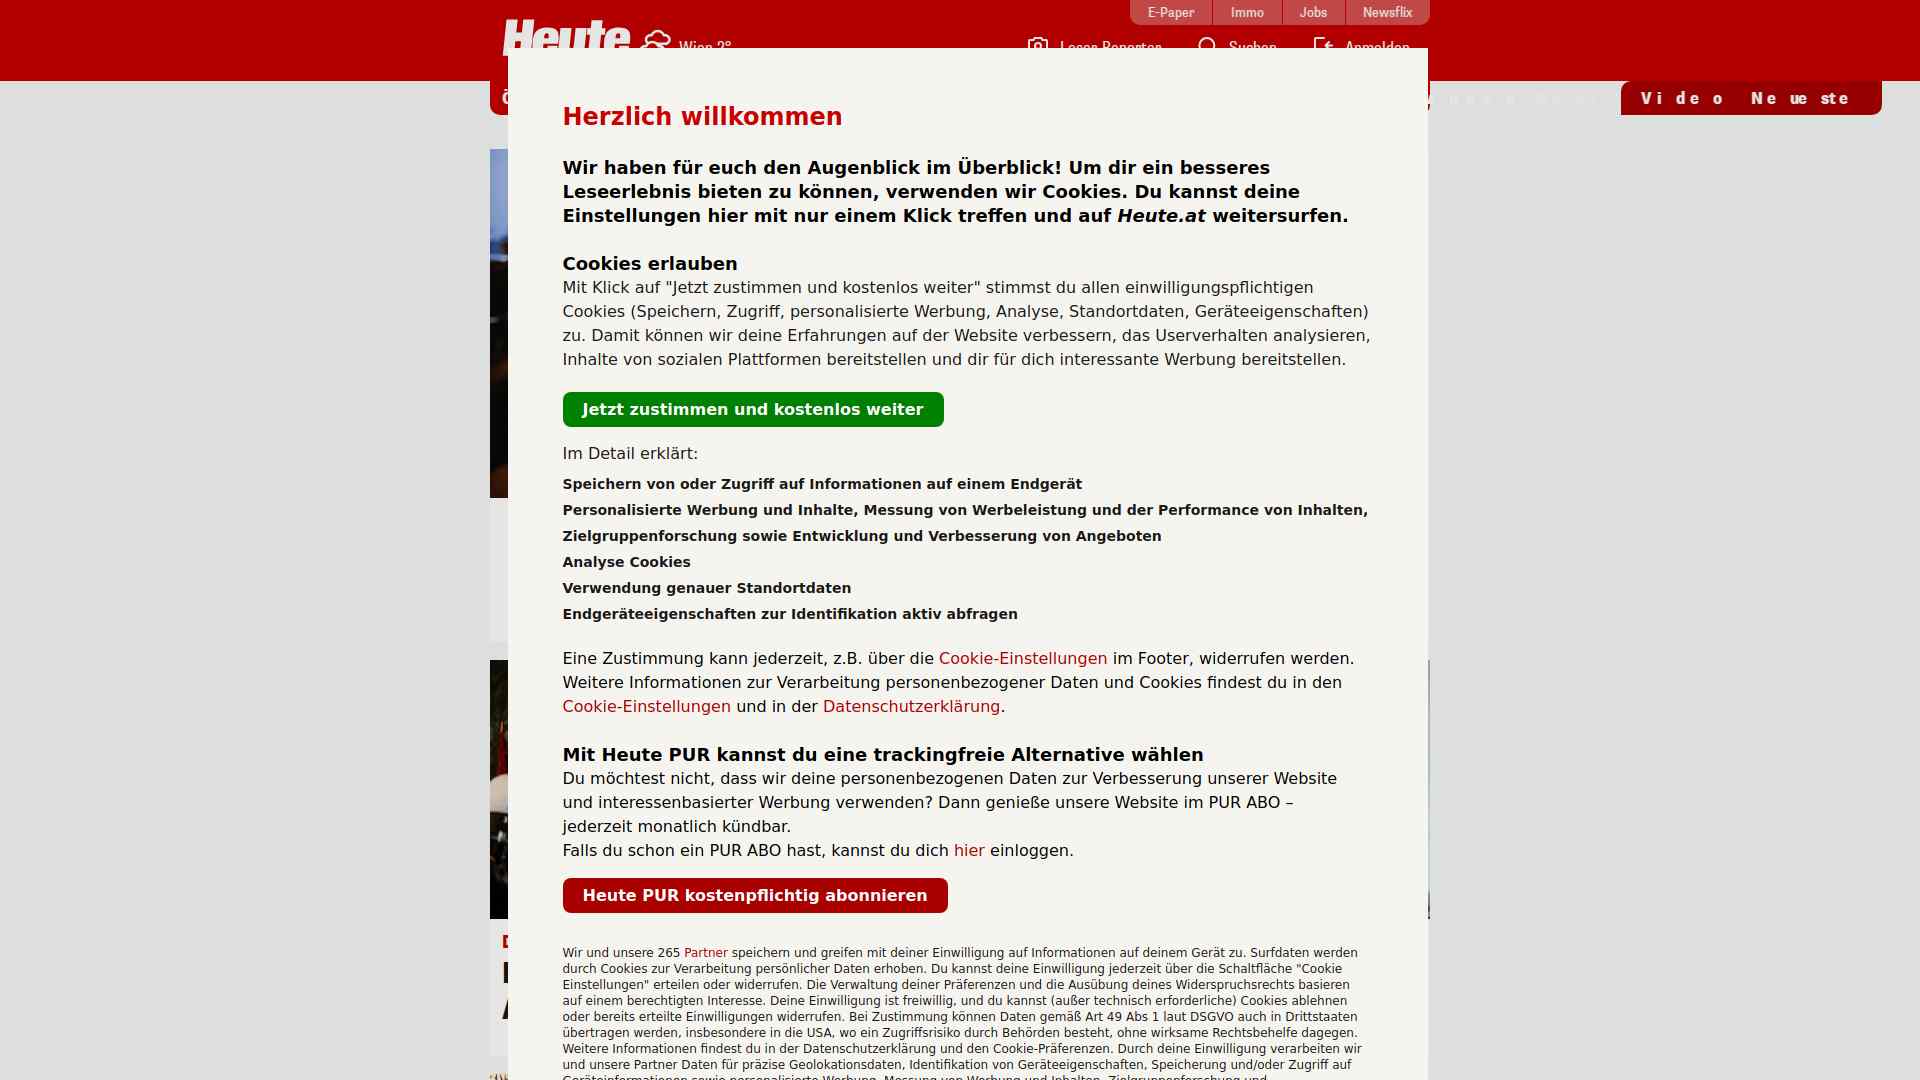 E-Paper Immo Jobs Newsflix
Heute Wien 2° Leser-Reporter Suchen Anmelden
Video Neueste
Herzlich willkommen
Wir haben für euch den Augenblick im Überblick! Um dir ein besseres
Leseerlebnis bieten zu können, verwenden wir Cookies. Du kannst deine
Einstellungen hier mit nur einem Klick treffen und auf Heute.at weitersurfen.
Cookies erlauben
Mit Klick auf "Jetzt zustimmen und kostenlos weiter" stimmst du allen einwilligungspflichtigen
Cookies (Speichern, Zugriff, personalisierte Werbung, Analyse, Standortdaten, Geräteeigenschaften)
zu. Damit können wir deine Erfahrungen auf der Website verbessern, das Userverhalten analysieren,
Inhalte von sozialen Plattformen bereitstellen und dir für dich interessante Werbung bereitstellen.
Jetzt zustimmen und kostenlos weiter
Im Detail erklärt:
Speichern von oder Zugriff auf Informationen auf einem Endgerät
Personalisierte Werbung und Inhalte, Messung von Werbeleistung und der Performance von Inhalten,
Zielgruppenforschung sowie Entwicklung und Verbesserung von Angeboten
Analyse Cookies
Verwendung genauer Standortdaten
Endgeräteeigenschaften zur Identifikation aktiv abfragen
Eine Zustimmung kann jederzeit, z.B. über die Cookie-Einstellungen im Footer, widerrufen werden.
Weitere Informationen zur Verarbeitung personenbezogener Daten und Cookies findest du in den
Cookie-Einstellungen und in der Datenschutzerklärung.
Mit Heute PUR kannst du eine trackingfreie Alternative wählen
Du möchtest nicht, dass wir deine personenbezogenen Daten zur Verbesserung unserer Website
und interessenbasierter Werbung verwenden? Dann genieße unsere Website im PUR ABO –
jederzeit monatlich kündbar.
Falls du schon ein PUR ABO hast, kannst du dich hier einloggen.
Heute PUR kostenpflichtig abonnieren
Wir und unsere 265 Partner speichern und greifen mit deiner Einwilligung auf Informationen auf deinem Gerät zu. Surfdaten werden
durch Cookies zur Verarbeitung persönlicher Daten erhoben. Du kannst deine Einwilligung jederzeit über die Schaltfläche "Cookie
Einstellungen" erteilen oder widerrufen. Die Verwaltung deiner Präferenzen und die Ausübung deines Widerspruchsrechts basieren
auf einem berechtigten Interesse. Deine Einwilligung ist freiwillig, und du kannst (außer technisch erforderliche) Cookies ablehnen
oder bereits erteilte Einwilligungen widerrufen. Bei Zustimmung können Daten gemäß Art 49 Abs 1 laut DSGVO auch in Drittstaaten
übertragen werden, insbesondere in die USA, wo ein Zugriffsrisiko durch Behörden besteht, ohne wirksame Rechtsbehelfe dagegen.
Weitere Informationen findest du in der Datenschutzerklärung und den Cookie-Präferenzen. Durch deine Einwilligung verarbeiten wir
und unsere Partner Daten für präzise Geolokationsdaten, Identifikation von Geräteeigenschaften, Speicherung und/oder Zugriff auf
Geräteinformationen sowie personalisierte Werbung, Messung von Werbung und Inhalten, Zielgruppenforschung und